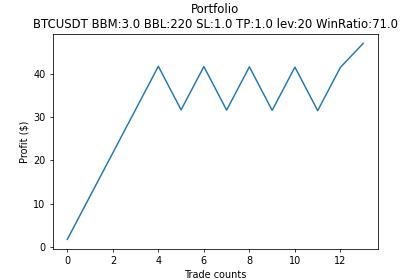 Portfolio
BTCUSDT BBM:3.0 BBL:220 SL:1.0 TP:1.0 lev:20 WinRatio:71.0
40
30
20
10
0
Profit ($)
0 2 4 6 8 10 12
Trade counts